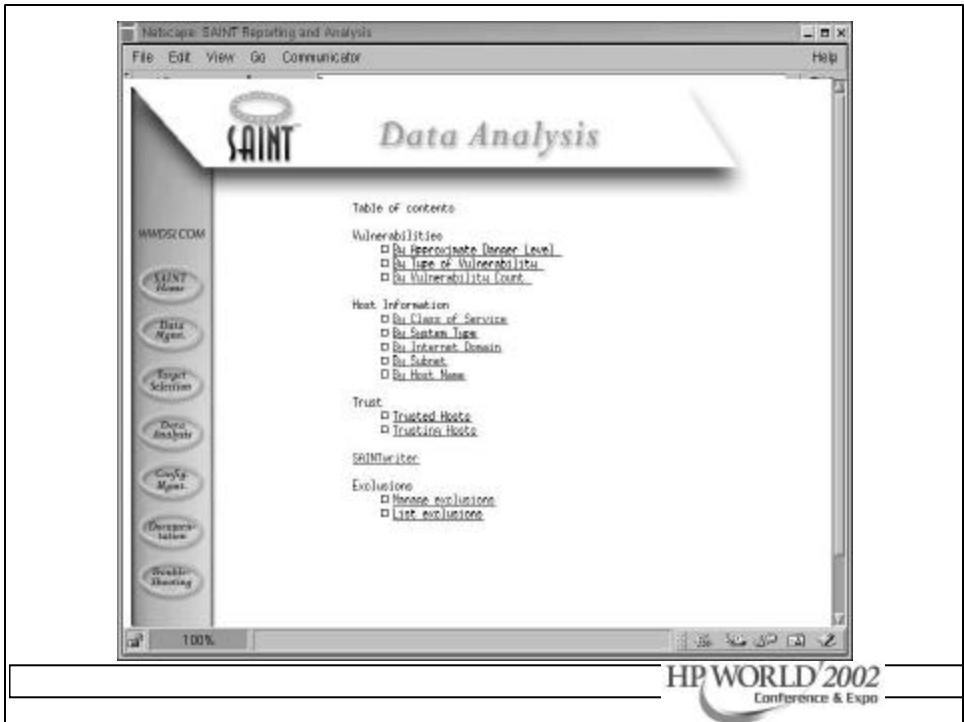 Netscape: SAINT Reporting and Analysis
File Edit View Go Communicator Help
SAINT
Data Analysis
Table of contents
WWDSI.COM
Vulnerabilities
By Approximate Danger Level
By Type of Vulnerability
By Vulnerability Count
SAINT Home
Host Information
By Class of Service
By System Type
By Internet Domain
By Subnet
By Host Name
Data Mgmt.
Target Selection
Trust
Trusted Hosts
Trusting Hosts
Data Analysis
SAINTwriter
Config. Mgmt.
Exclusions
Manage exclusions
List exclusions
Documen-
tation
Trouble-
Shooting
100%
HP WORLD 2002
Conference & Expo